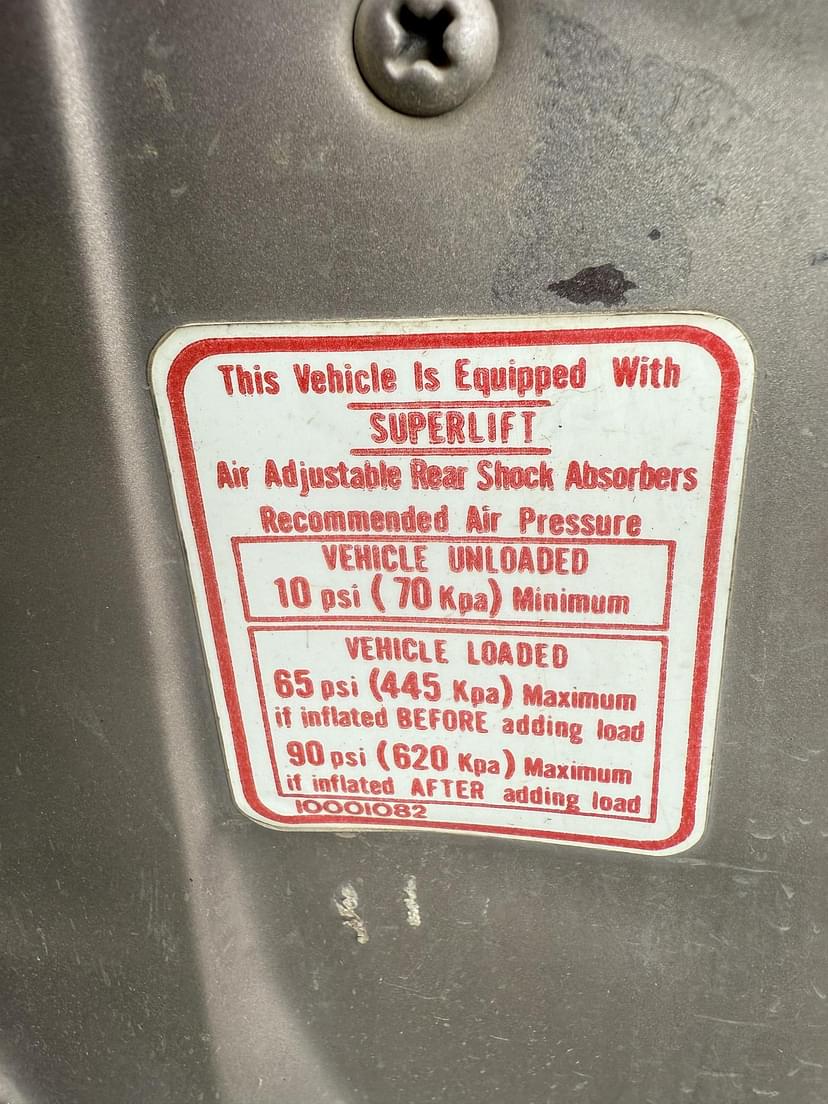 This Vehicle Is Equipped With
SUPERLIFT
Air Adjustable Rear Shock Absorbers
Recommended Air Pressure
VEHICLE UNLOADED
10 psi (70 Kpa) Minimum
VEHICLE LOADED
65 psi (445 Kpa) Maximum
if inflated BEFORE adding load
90 psi (620 Kpa) Maximum
if inflated AFTER adding load
10001082